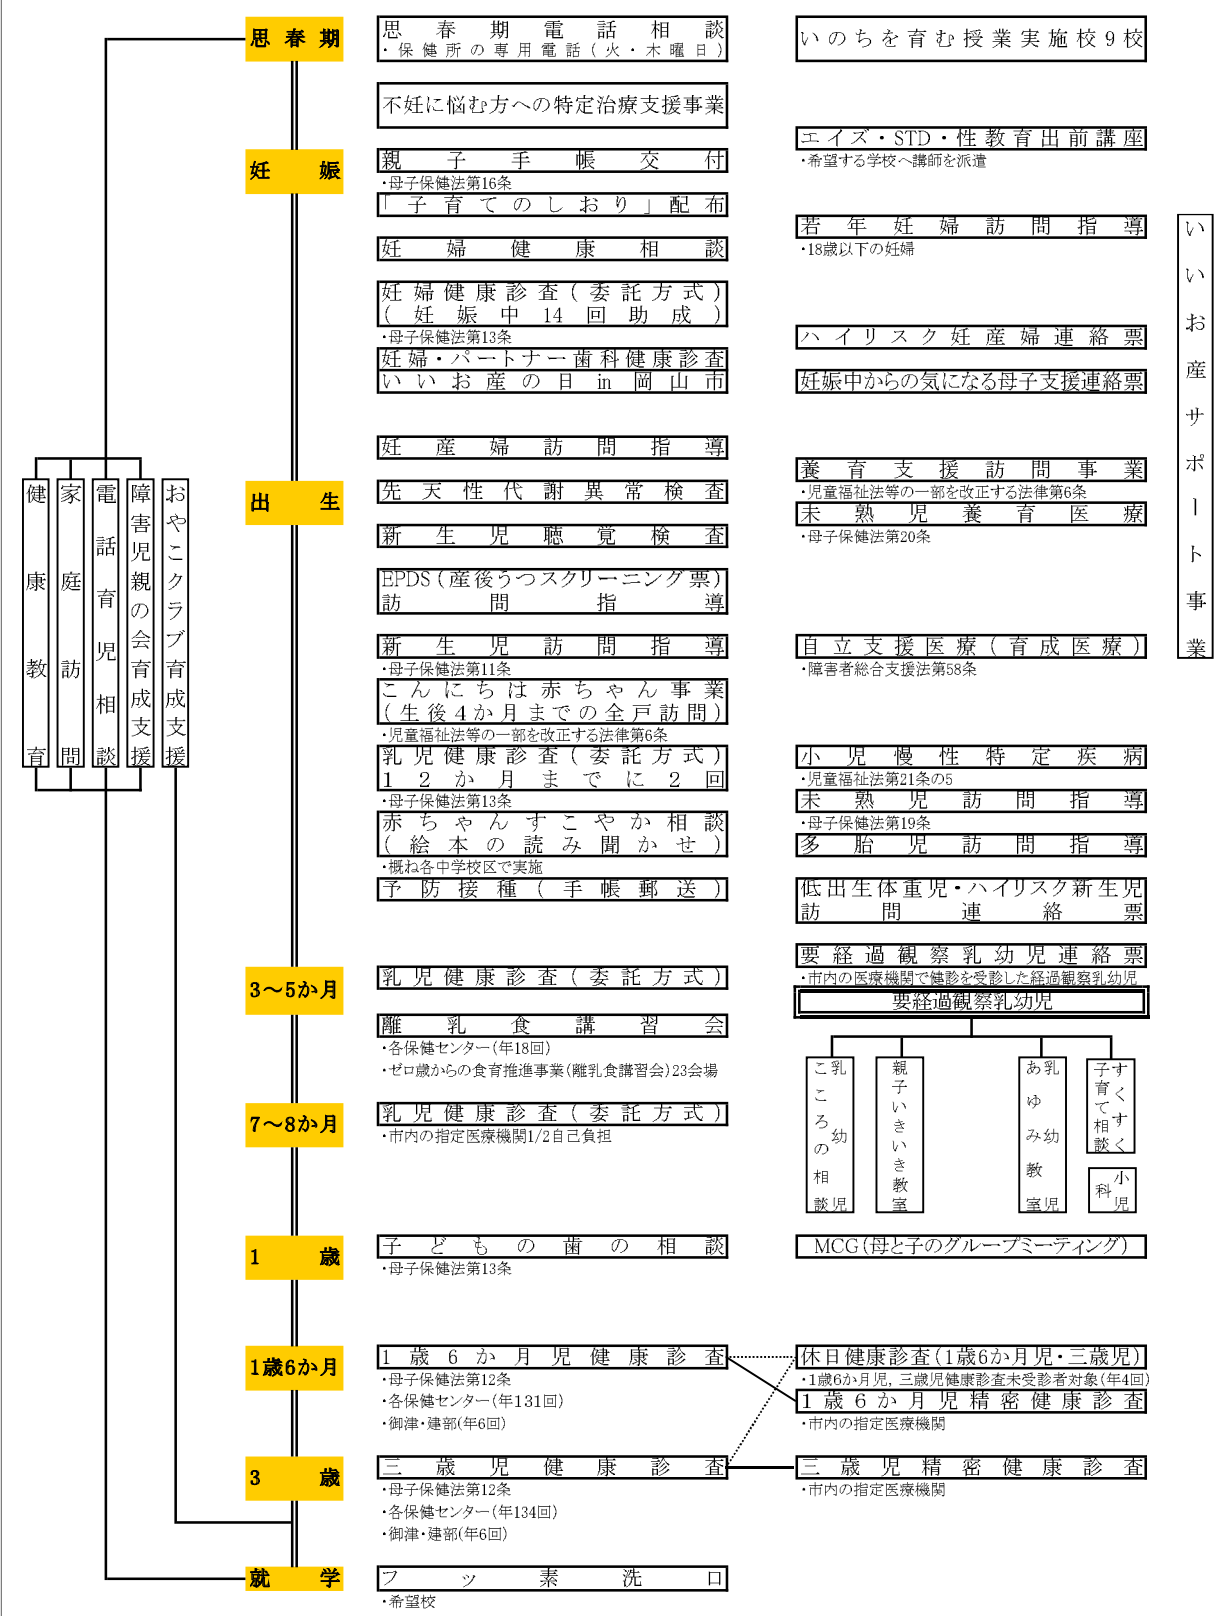 思春期
思春期電話相談
・保健所の専用電話(火・木曜日)
いのちを育む授業実施校9校
不妊に悩む方への特定治療支援事業
エイズ・STD・性教育出前講座
・希望する学校へ講師を派遣
妊娠
親子手帳交付
・母子保健法第16条
「子育てのしおり」配布
若年妊婦訪問指導
・18歳以下の妊婦
妊婦健康相談
妊婦健康診査(委託方式)
(妊娠中14回助成)
・母子保健法第13条
ハイリスク妊産婦連絡票
妊婦・パートナー歯科健康診査
いいお産の日in岡山市
妊娠中からの気になる母子支援連絡票
いいお産サポート事業
妊産婦訪問指導
養育支援訪問事業
・児童福祉法等の一部を改正する法律第6条
健康教育
家庭訪問
電話育児相談
障害児親の会育成支援
おやこクラブ育成支援
出生
先天性代謝異常検査
未熟児養育医療
・母子保健法第20条
新生児聴覚検査
EPDS(産後うつスクリーニング票)
訪問指導
新生児訪問指導
・母子保健法第11条
自立支援医療(育成医療)
・障害者総合支援法第58条
こんにちは赤ちゃん事業
(生後4か月までの全戸訪問)
・児童福祉法等の一部を改正する法律第6条
乳児健康診査(委託方式)
12か月までに2回
・母子保健法第13条
小児慢性特定疾病
・児童福祉法第21条の5
未熟児訪問指導
・母子保健法第19条
赤ちゃんすこやか相談
(絵本の読み聞かせ)
・概ね各中学校区で実施
多胎児訪問指導
予防接種(手帳郵送)
低出生体重児・ハイリスク新生児
訪問連絡票
要経過観察乳幼児連絡票
・市内の医療機関で健診を受診した経過観察乳幼児
3～5か月
乳児健康診査(委託方式)
要経過観察乳幼児
離乳食講習会
・各保健センター(年18回)
・ゼロ歳からの食育推進事業(離乳食講習会)23会場
乳幼児
こころの相談
親子いきいき教室
乳幼児
あゆみ教室
すくすく
子育て相談
小児
科
7～8か月
乳児健康診査(委託方式)
・市内の指定医療機関1/2自己負担
1歳
子どもの歯の相談
・母子保健法第13条
MCG(母と子のグループミーティング)
1歳6か月
1歳6か月児健康診査
・母子保健法第12条
・各保健センター(年131回)
・御津・建部(年6回)
休日健康診査(1歳6か月児・三歳児)
・1歳6か月児，三歳児健康診査未受診者対象(年4回)
1歳6か月児精密健康診査
・市内の指定医療機関
3歳
三歳児健康診査
・母子保健法第12条
・各保健センター(年134回)
・御津・建部(年6回)
三歳児精密健康診査
・市内の指定医療機関
就学
フッ素洗口
・希望校